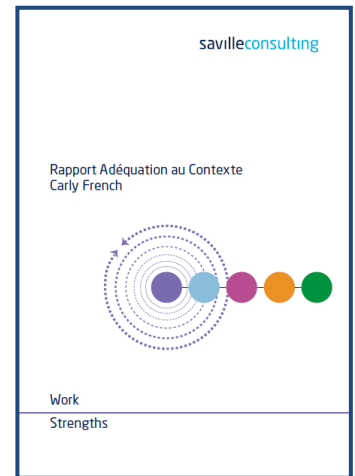 savilleconsulting
Rapport Adéquation au Contexte
Carly French
Work
Strengths